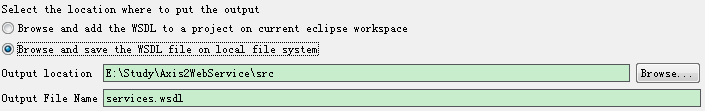 Select the location where to put the output
Browse and add the WSDL to a project on current eclipse workspace
Browse and save the WSDL file on local file system
Output location E:\Study\Axis2WebService\src Browse...
Output File Name services.wsdl